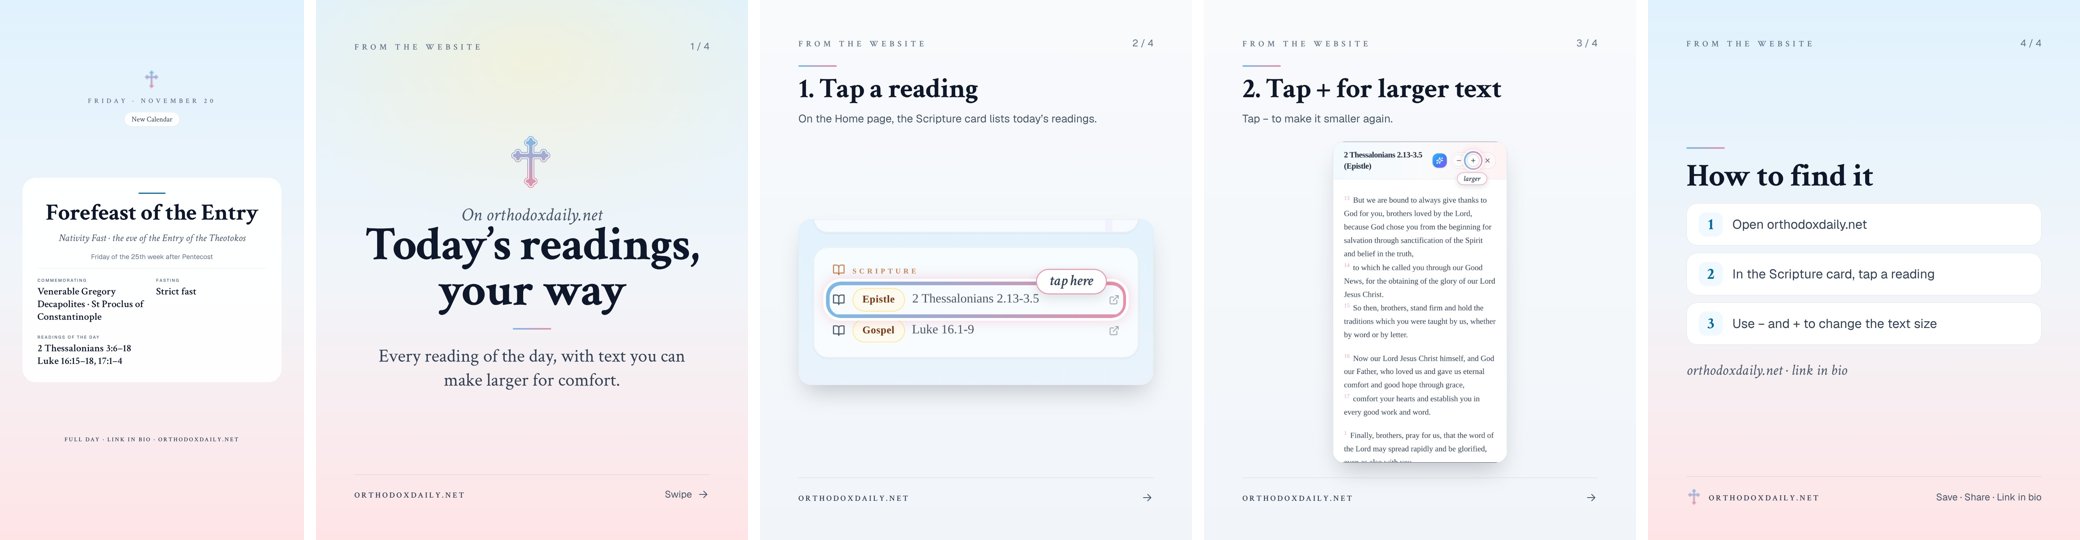 FRIDAY · NOVEMBER 20
New Calendar
Forefeast of the Entry
Nativity Fast · the eve of the Entry of the Theotokos
Friday of the 25th week after Pentecost
COMMEMORATING
Venerable Gregory
Decapolites · St Proclus of
Constantinople
FASTING
Strict fast
READINGS OF THE DAY
2 Thessalonians 3:6–18
Luke 16:15–18, 17:1–4
FULL DAY · LINK IN BIO · ORTHODOXDAILY.NET
FROM THE WEBSITE
1 / 4
On orthodoxdaily.net
Today’s readings,
your way
Every reading of the day, with text you can
make larger for comfort.
ORTHODOXDAILY.NET
Swipe →
FROM THE WEBSITE
2 / 4
1. Tap a reading
On the Home page, the Scripture card lists today’s readings.
SCRIPTURE
tap here
Epistle 2 Thessalonians 2.13-3.5
Gospel Luke 16.1-9
ORTHODOXDAILY.NET
→
FROM THE WEBSITE
3 / 4
2. Tap + for larger text
Tap – to make it smaller again.
2 Thessalonians 2.13-3.5
(Epistle)
− + ×
larger
13 But we are bound to always give thanks to
God for you, brothers loved by the Lord,
because God chose you from the beginning for
salvation through sanctification of the Spirit
and belief in the truth,
14 to which he called you through our Good
News, for the obtaining of the glory of our Lord
Jesus Christ.
15 So then, brothers, stand firm and hold the
traditions which you were taught by us, whether
by word or by letter.
16 Now our Lord Jesus Christ himself, and God
our Father, who loved us and gave us eternal
comfort and good hope through grace,
17 comfort your hearts and establish you in
every good work and word.
Finally, brothers, pray for us, that the word of
the Lord may spread rapidly and be glorified,
ORTHODOXDAILY.NET
→
FROM THE WEBSITE
4 / 4
How to find it
1 Open orthodoxdaily.net
2 In the Scripture card, tap a reading
3 Use – and + to change the text size
orthodoxdaily.net · link in bio
ORTHODOXDAILY.NET
Save · Share · Link in bio